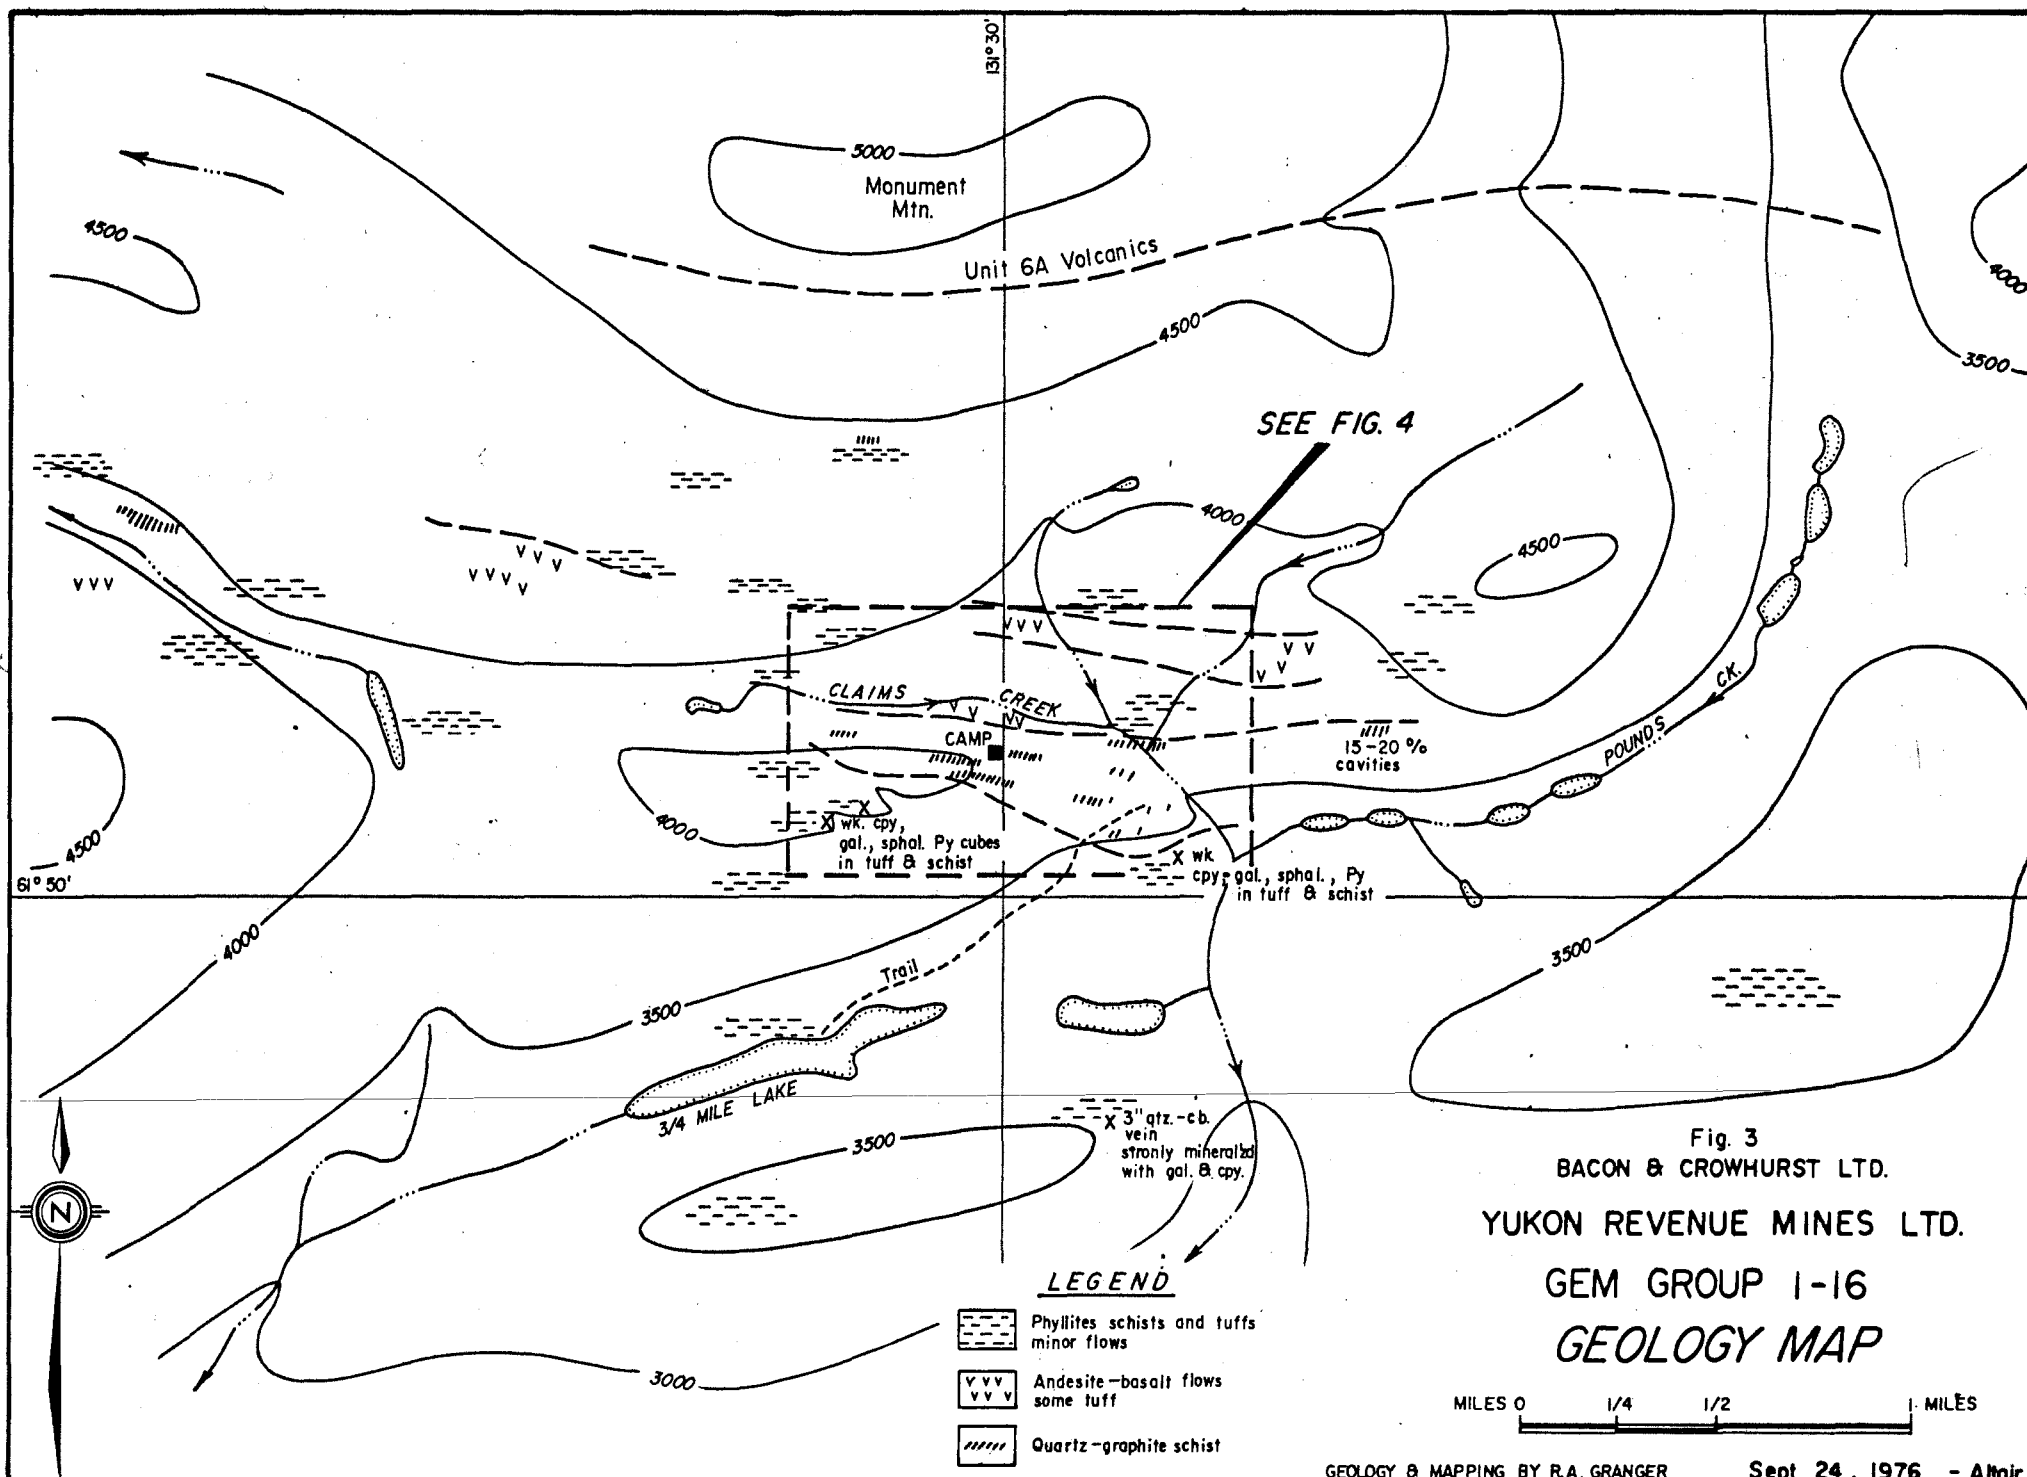 131° 30'
5000
Monument
Mtn.
4500
Unit 6A Volcanics
4000
4500
3500
SEE FIG. 4
4000
4500
CLAIMS CREEK
CAMP
15-20 %
cavities
POUNDS CK.
4000
X wk. cpy,
gal., sphal. Py cubes
in tuff & schist
X
X wk.
cpy, gal., sphal., Py
in tuff & schist
4500
61° 50'
4000
3500
Trail
3500
3/4 MILE LAKE
3500
X 3" qtz.-cb.
vein
stronly mineralzd
with gal. & cpy.
3000
N
LEGEND
Phyllites schists and tuffs
minor flows
Andesite-basalt flows
some tuff
Quartz-graphite schist
Fig. 3
BACON & CROWHURST LTD.
YUKON REVENUE MINES LTD.
GEM GROUP 1-16
GEOLOGY MAP
MILES 0 1/4 1/2 1 MILES
GEOLOGY & MAPPING BY R.A. GRANGER
Sept 24, 1976 - Altair